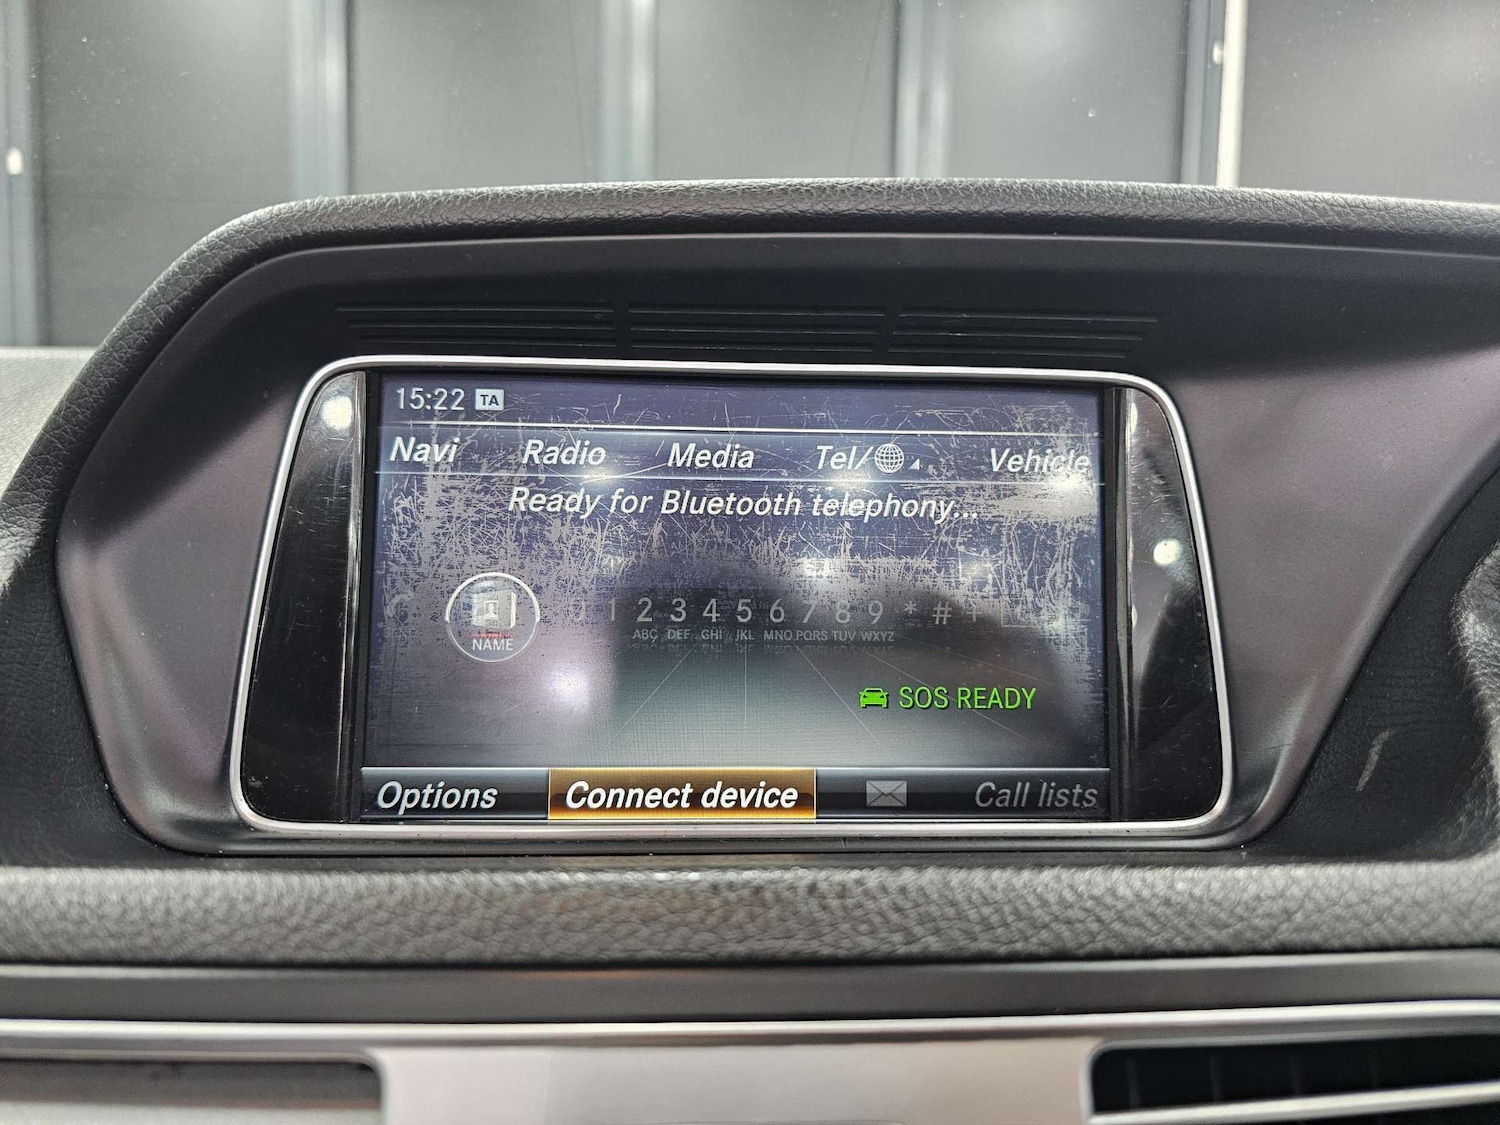 15:22 TA
Navi Radio Media Tel/ Vehicle
Ready for Bluetooth telephony...
1 2 3 4 5 6 7 8 9 * # +
ABC DEF GHI JKL MNO PQRS TUV WXYZ
NAME
SOS READY
Options Connect device Call lists